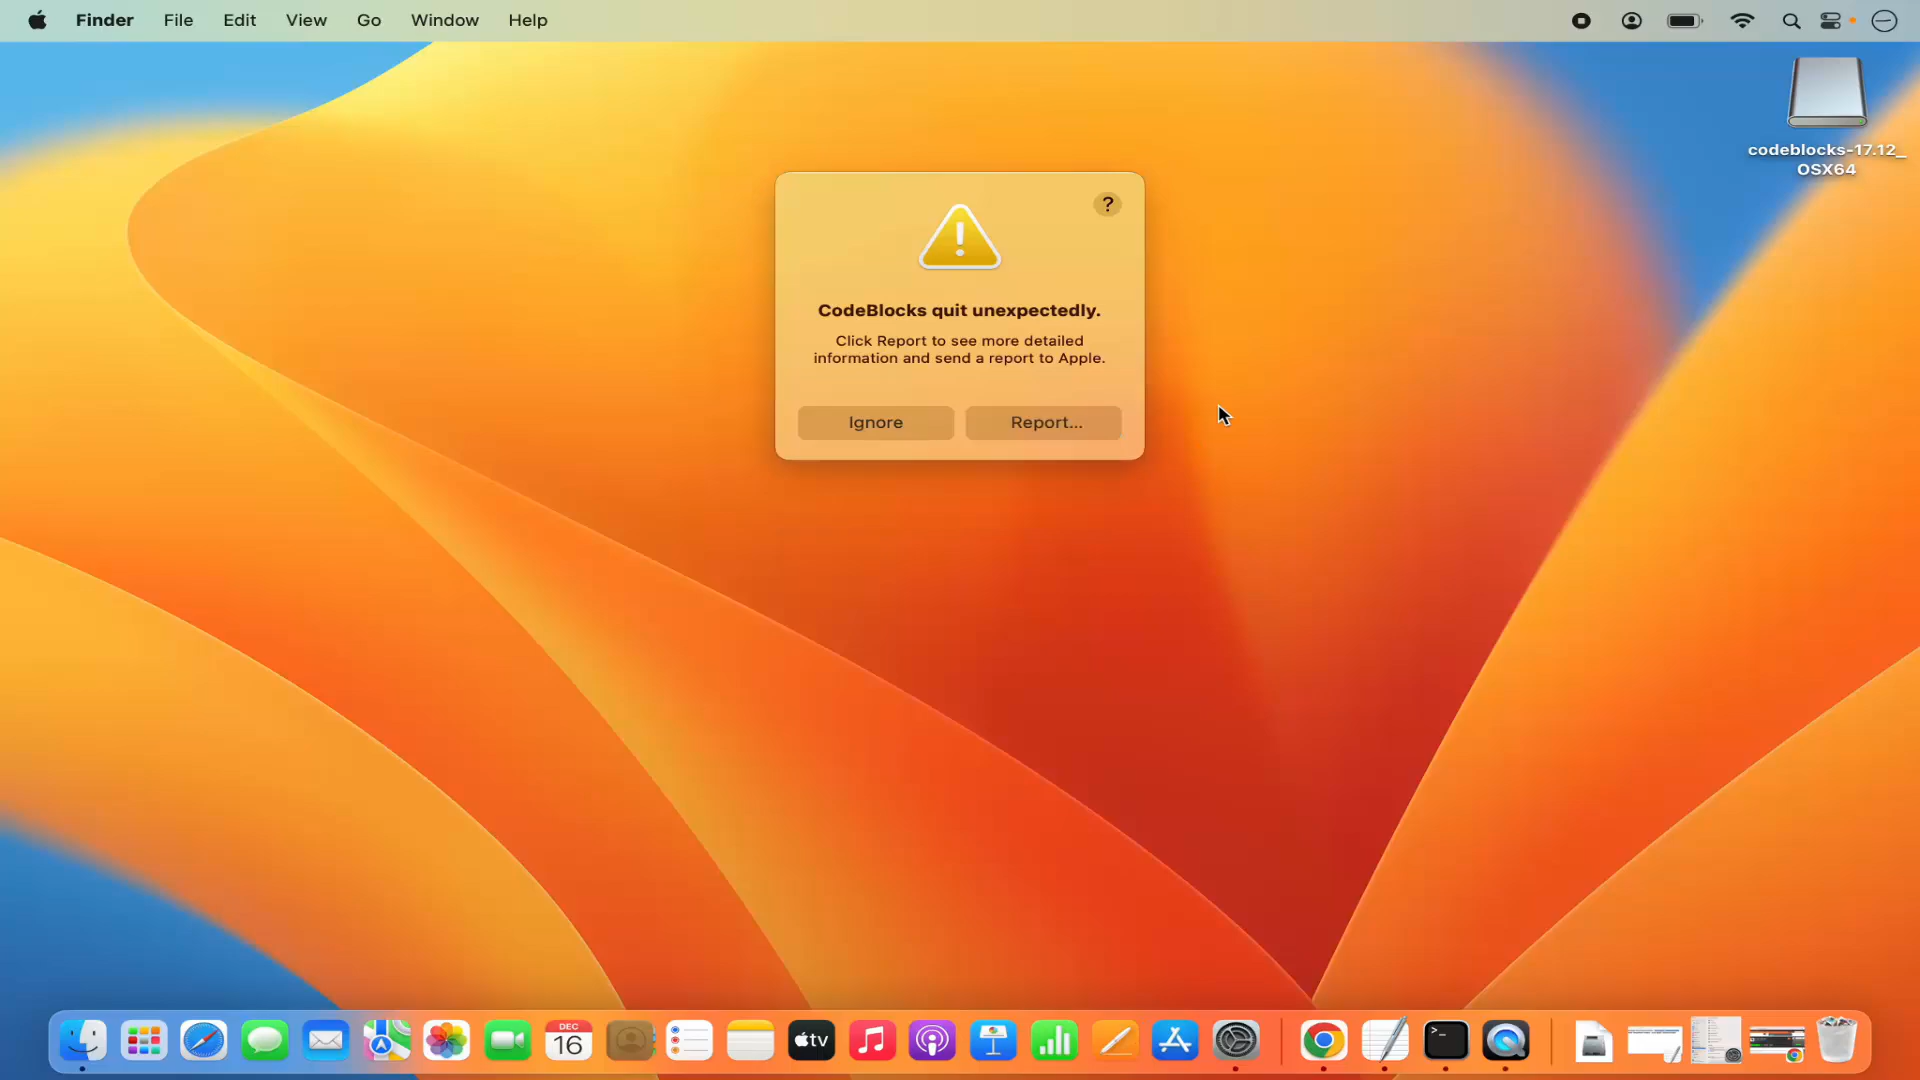 Finder File Edit View Go Window Help
codeblocks-17.12_
OSX64
?
CodeBlocks quit unexpectedly.
Click Report to see more detailed
information and send a report to Apple.
Ignore Report...
DEC
16
tv
>_